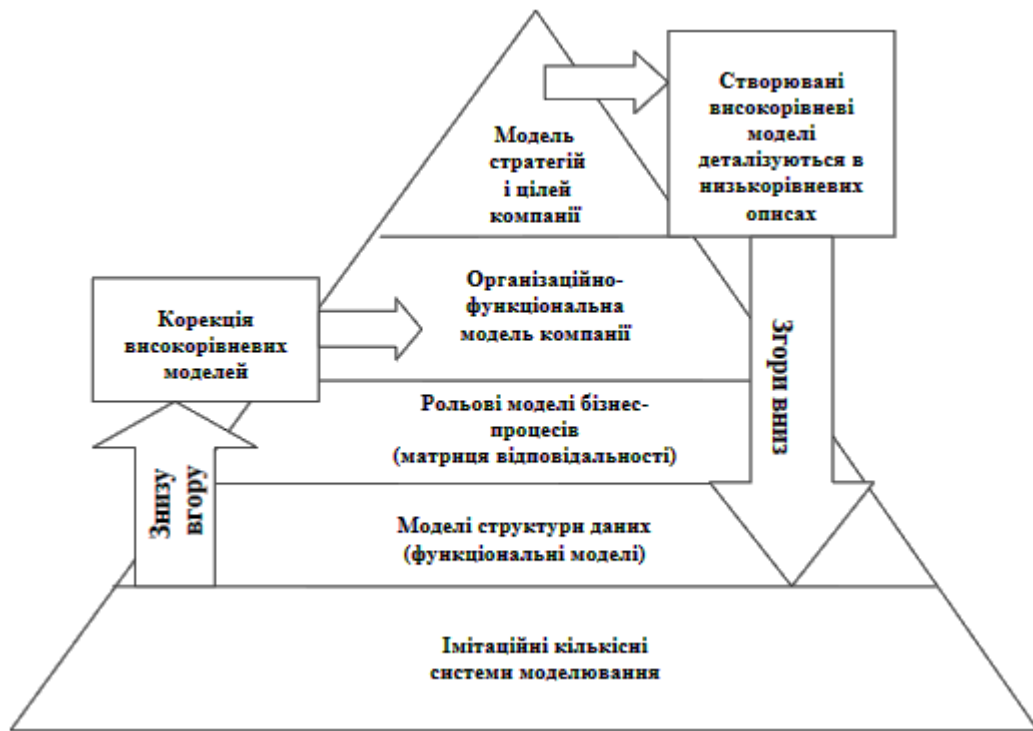 Модель
стратегій
і цілей
компанії
Створювані
високорівневі
моделі
деталізуються в
низькорівневих
описах
Організаційно-
функціональна
модель компанії
Корекція
високорівневих
моделей
Згори вниз
Рольові моделі бізнес-
процесів
(матриця відповідальності)
Знизу
вгору
Моделі структури даних
(функціональні моделі)
Імітаційні кількісні
системи моделювання